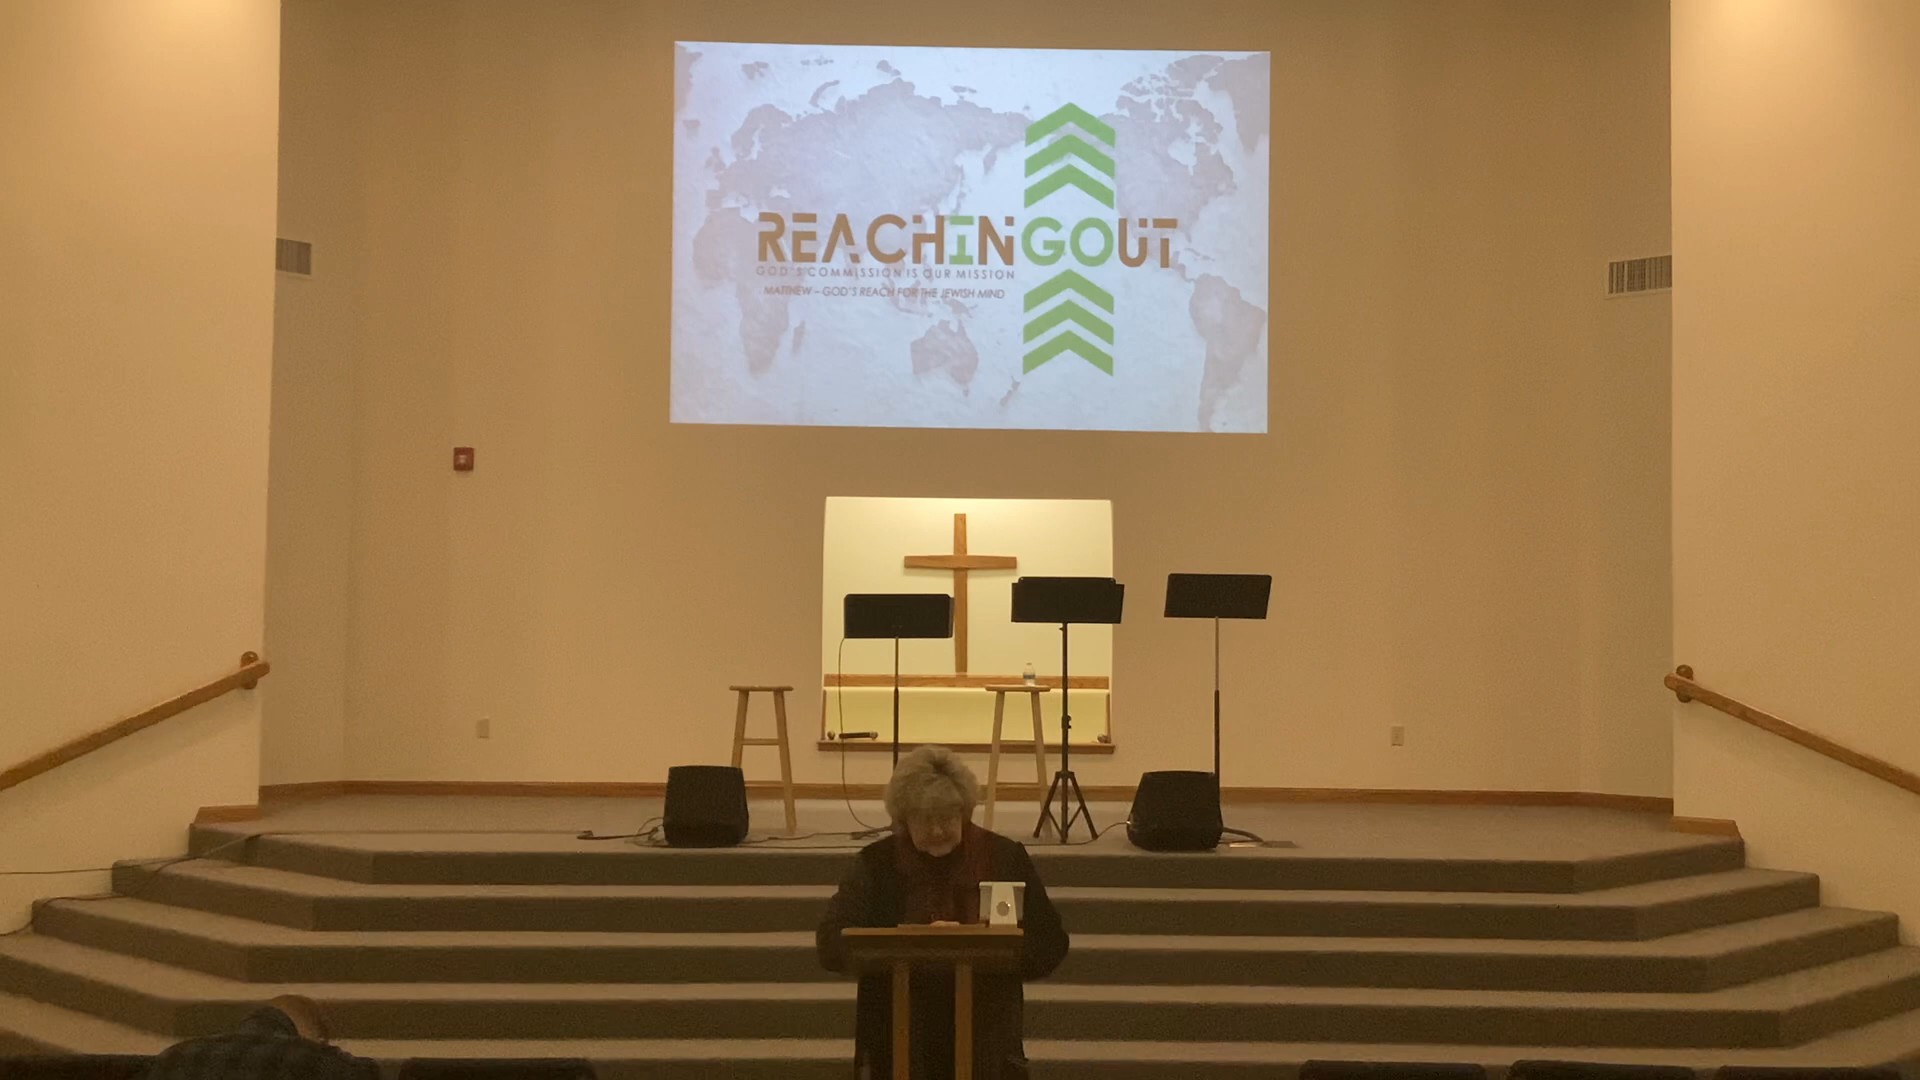 REACHINGOUT
GOD'S COMMISSION IS OUR MISSION
MATTHEW – GOD'S REACH FOR THE JEWISH MIND